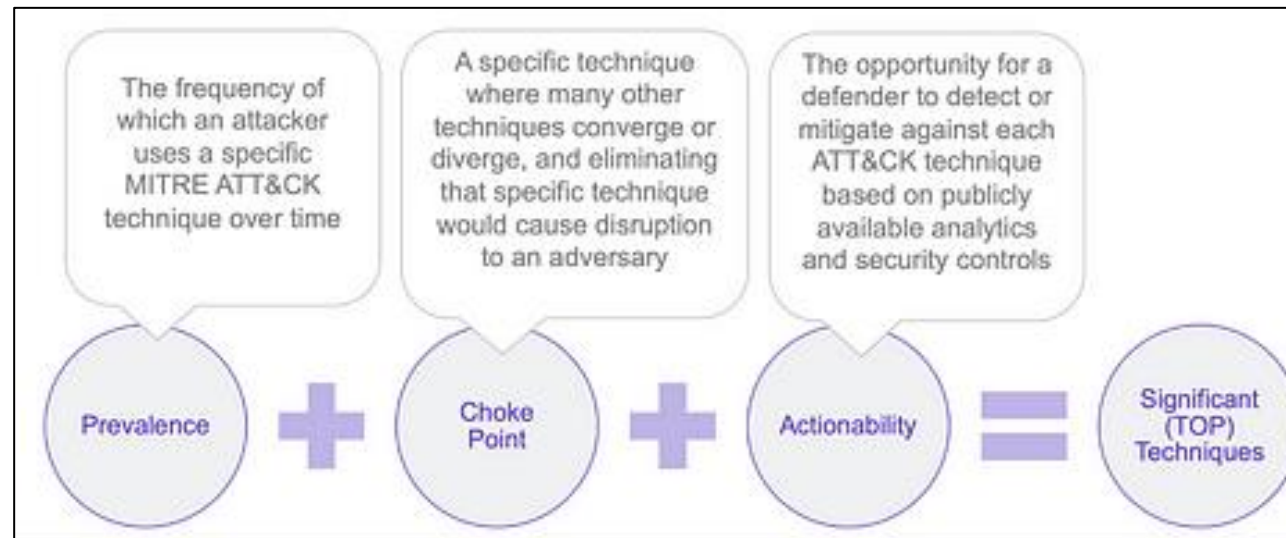 The frequency of
which an attacker
uses a specific
MITRE ATT&CK
technique over time
A specific technique
where many other
techniques converge or
diverge, and eliminating
that specific technique
would cause disruption
to an adversary
The opportunity for a
defender to detect or
mitigate against each
ATT&CK technique
based on publicly
available analytics
and security controls
Prevalence
Choke
Point
Actionability
Significant
(TOP)
Techniques